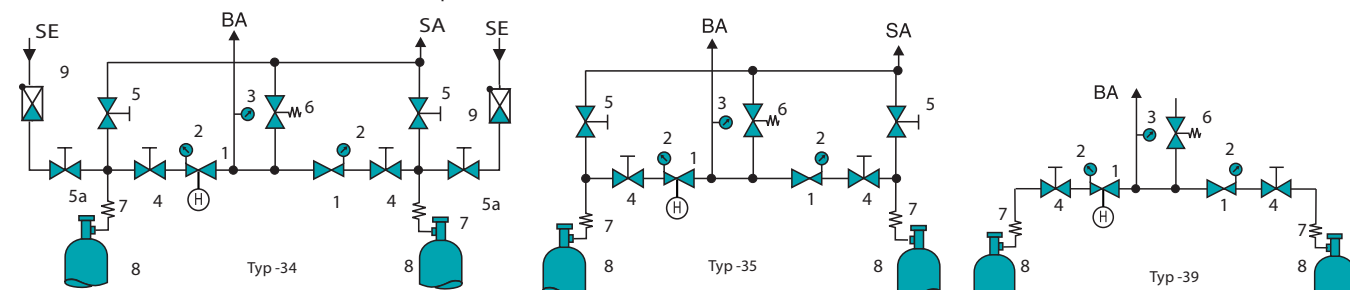 SE BA SA SE
9 5 3 6 5 9
2 1 2
H
5a 4 1 4 5a
7 7
8 Typ -34 8
BA SA
5 3 6 5
2 1 2
H
4 1 4
7 7
8 Typ -35 8
BA
3 6
2 1 2
H
4 1 4
7 7
8 Typ -39 8